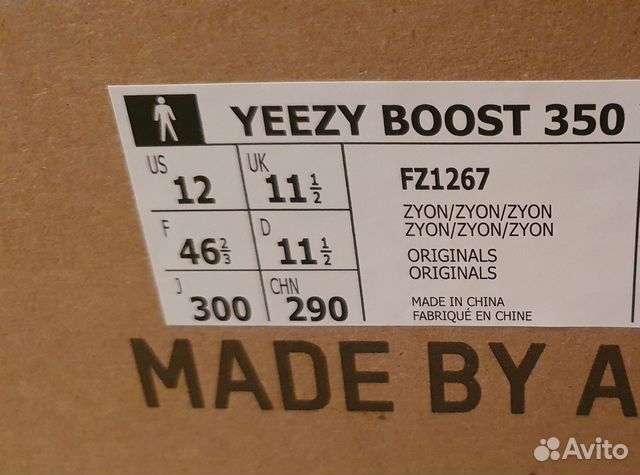 YEEZY BOOST 350
US 12 UK 11 1/2
F 46 2/3 D 11 1/2
J 300 CHN 290
FZ1267
ZYON/ZYON/ZYON
ZYON/ZYON/ZYON
ORIGINALS
ORIGINALS
MADE IN CHINA
FABRIQUÉ EN CHINE
MADE BY A
Avito